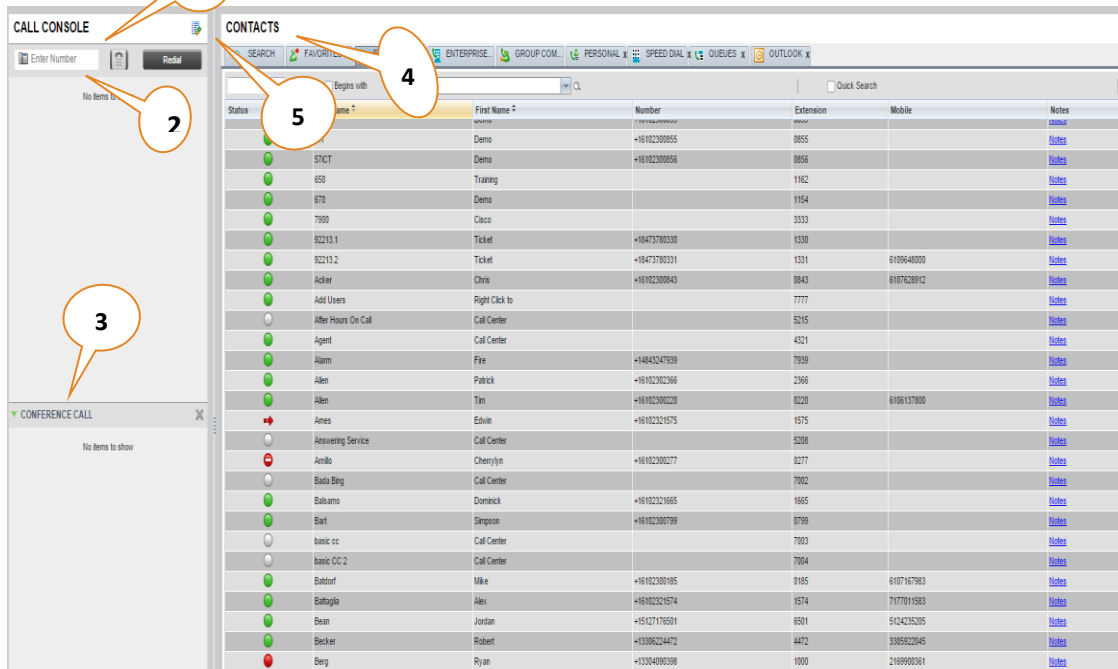 CALL CONSOLE
Enter Number
Redial
2
3
CONFERENCE CALL
No items to show
CONTACTS
4
5
SEARCH ENTERPRISE... GROUP COM... PERSONAL x SPEED DIAL x QUEUES x OUTLOOK x
Begins with Quick Search
Status First Name Number Extension Mobile Notes
Demo +16102300855 0855 Notes
57ICT Demo +16102300856 0856 Notes
650 Training 1162 Notes
670 Demo 1154 Notes
7900 Cisco 3333 Notes
92213.1 Ticket +18473780330 1330 Notes
92213.2 Ticket +18473780331 1331 6109648000 Notes
Acker Chris +16102300843 0843 6107628912 Notes
Add Users Right Click to 7777 Notes
After Hours On Call Call Center 5215 Notes
Agent Call Center 4321 Notes
Alarm Fire +14843247939 7939 Notes
Allen Patrick +16102302366 2366 Notes
Allen Tim +16102300220 0220 6106137800 Notes
Ames Edwin +16102321575 1575 Notes
Answering Service Call Center 5208 Notes
Amillo Cherrylyn +16102300277 0277 Notes
Bada Bing Call Center 7002 Notes
Balsamo Dominick +16102321665 1665 Notes
Bart Simpson +16102300799 0799 Notes
basic cc Call Center 7003 Notes
basic CC 2 Call Center 7004 Notes
Batdorf Mike +16102300185 0185 6107167983 Notes
Battaglia Alex +16102321574 1574 7177011583 Notes
Bean Jordan +15127176501 6501 5124235205 Notes
Becker Robert +13306224472 4472 3305922045 Notes
Berg Ryan +13304090398 1000 2169900361 Notes